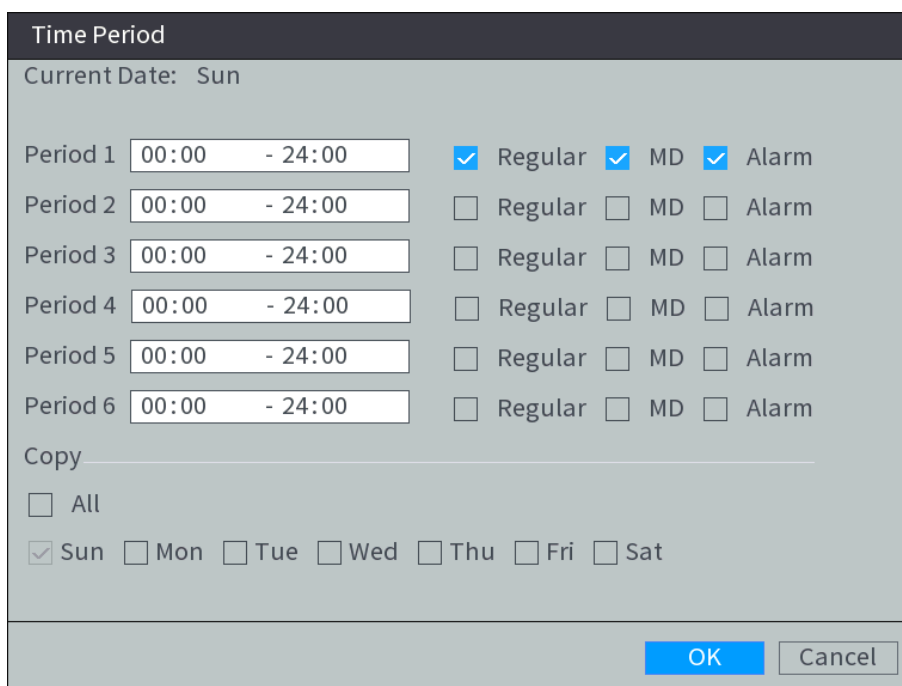 Time Period
Current Date: Sun
Period 1 00:00 - 24:00 Regular MD Alarm
Period 2 00:00 - 24:00 Regular MD Alarm
Period 3 00:00 - 24:00 Regular MD Alarm
Period 4 00:00 - 24:00 Regular MD Alarm
Period 5 00:00 - 24:00 Regular MD Alarm
Period 6 00:00 - 24:00 Regular MD Alarm
Copy
All
Sun Mon Tue Wed Thu Fri Sat
OK Cancel